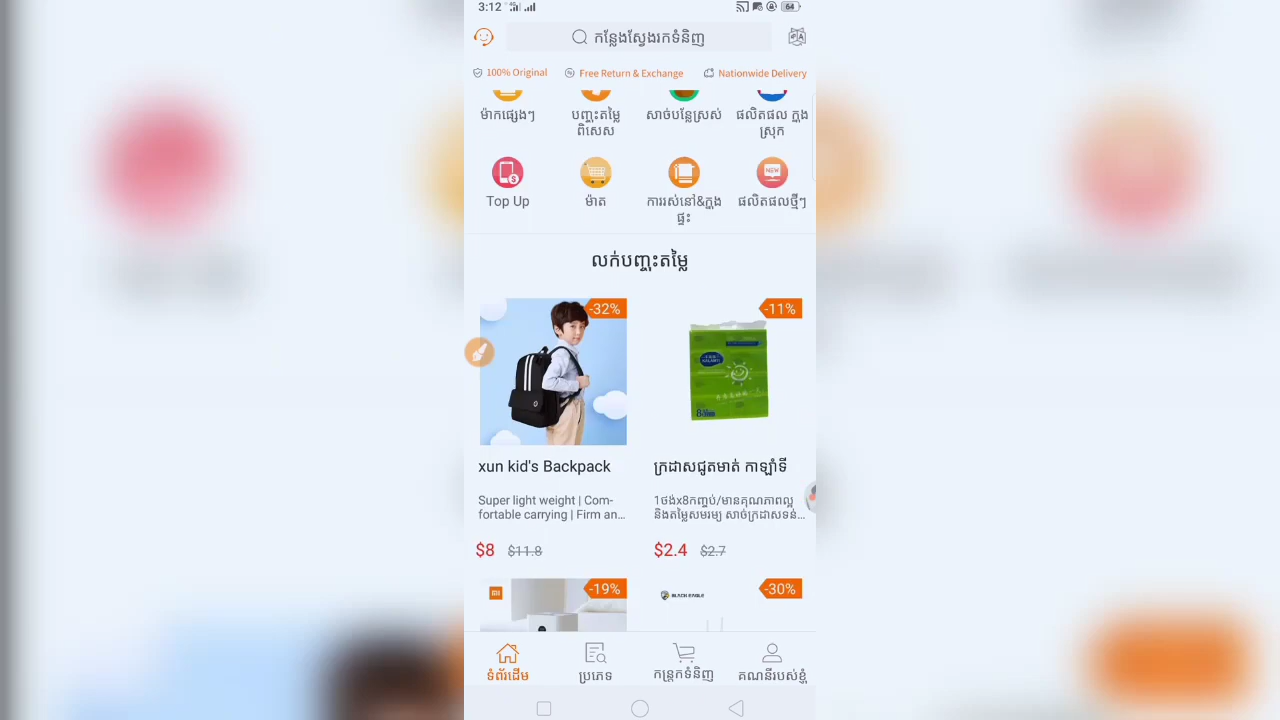 3:12
64
កន្លែងស្វែងរកទំនិញ
100% Original
Free Return & Exchange
Nationwide Delivery
ម៉ាកផ្សេងៗ
បញ្ចុះតម្លៃ
ពិសេស
សាច់បន្លែស្រស់
ផលិតផល ក្នុង
ស្រុក
NEW
Top Up
ម៉ាត
ការរស់នៅ&ក្នុង
ផ្ទះ
ផលិតផលថ្មីៗ
លក់បញ្ចុះតម្លៃ
-32%
-11%
xun kid's Backpack
ក្រដាសជូតមាត់ កាឡាំទី
Super light weight | Com-
fortable carrying | Firm an...
1ថង់x8កញ្ចប់/មានគុណភាពល្អ
និងតម្លៃសមរម្យ សាច់ក្រដាសទន់...
$8 $11.8
$2.4 $2.7
-19%
BLACK EAGLE
-30%
ទំព័រដើម
ប្រភេទ
កន្ត្រកទំនិញ
គណនីរបស់ខ្ញុំ